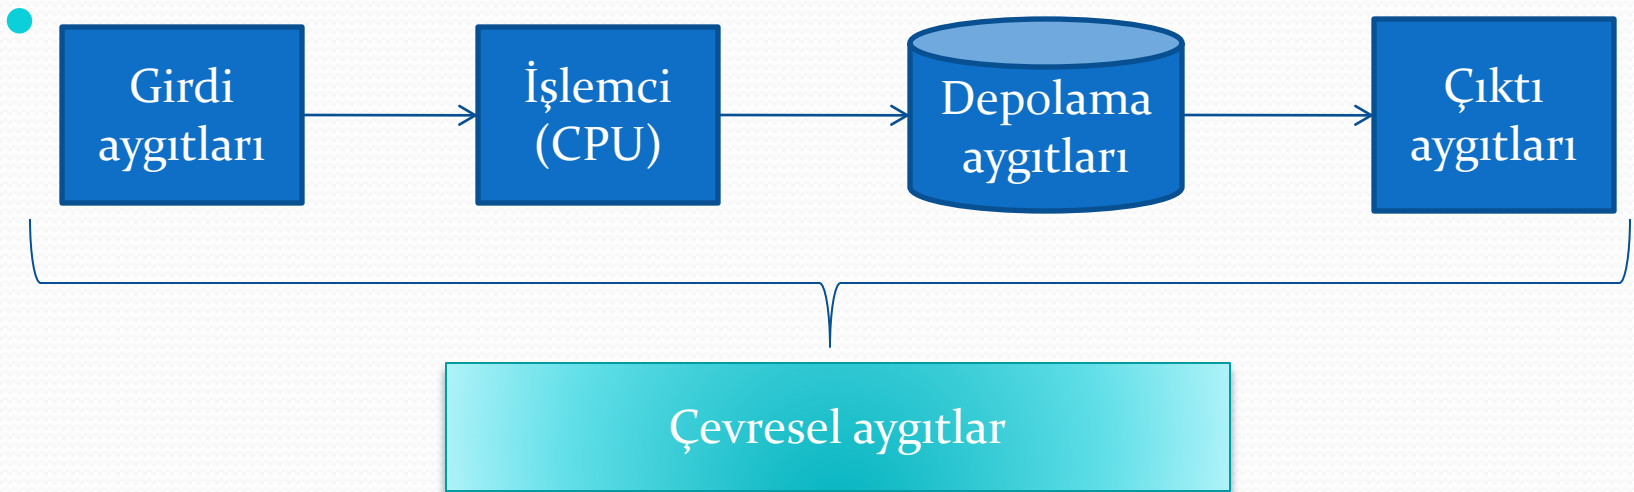 Girdi
aygıtları
İşlemci
(CPU)
Depolama
aygıtları
Çıktı
aygıtları
Çevresel aygıtlar